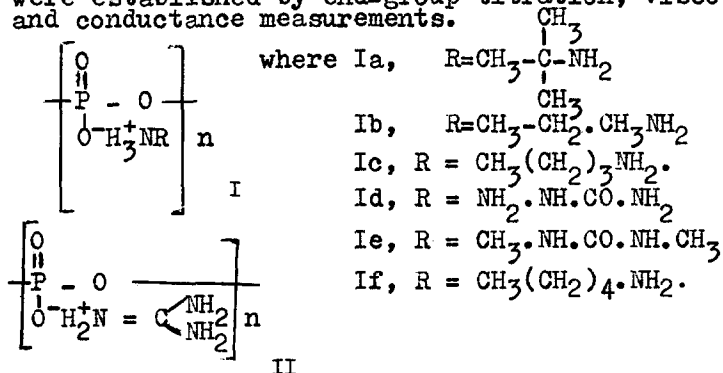 were established by end-group titration, visco
and conductance measurements.
where Ia, R=CH3-C-NH2
CH3
CH3
Ib, R=CH3-CH2.CH3NH2
Ic, R = CH3(CH2)3NH2.
Id, R = NH2.NH.CO.NH2
Ie, R = CH3.NH.CO.NH.CH3
If, R = CH3(CH2)4.NH2.
O
P - O
O-H3+NR
n
I
O
P - O
O-H2+N = C NH2 NH2
n
II